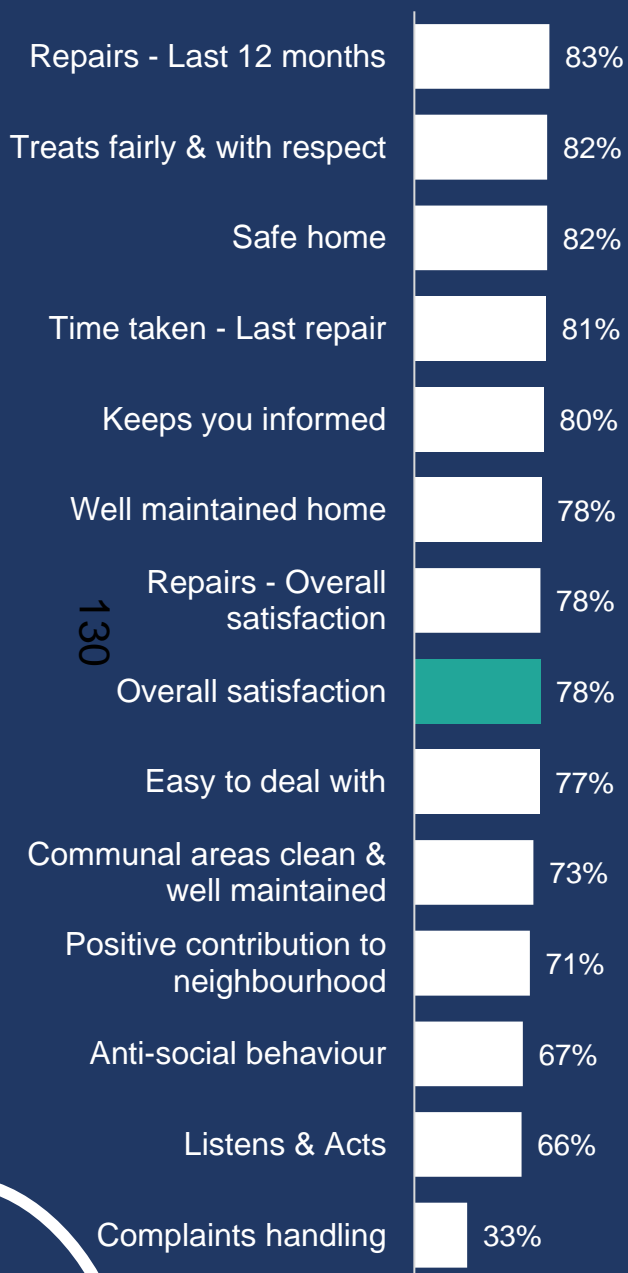 Repairs - Last 12 months 83%
Treats fairly & with respect 82%
Safe home 82%
Time taken - Last repair 81%
Keeps you informed 80%
Well maintained home 78%
Repairs - Overall
satisfaction 78%
130
Overall satisfaction 78%
Easy to deal with 77%
Communal areas clean &
well maintained 73%
Positive contribution to
neighbourhood 71%
Anti-social behaviour 67%
Listens & Acts 66%
Complaints handling 33%